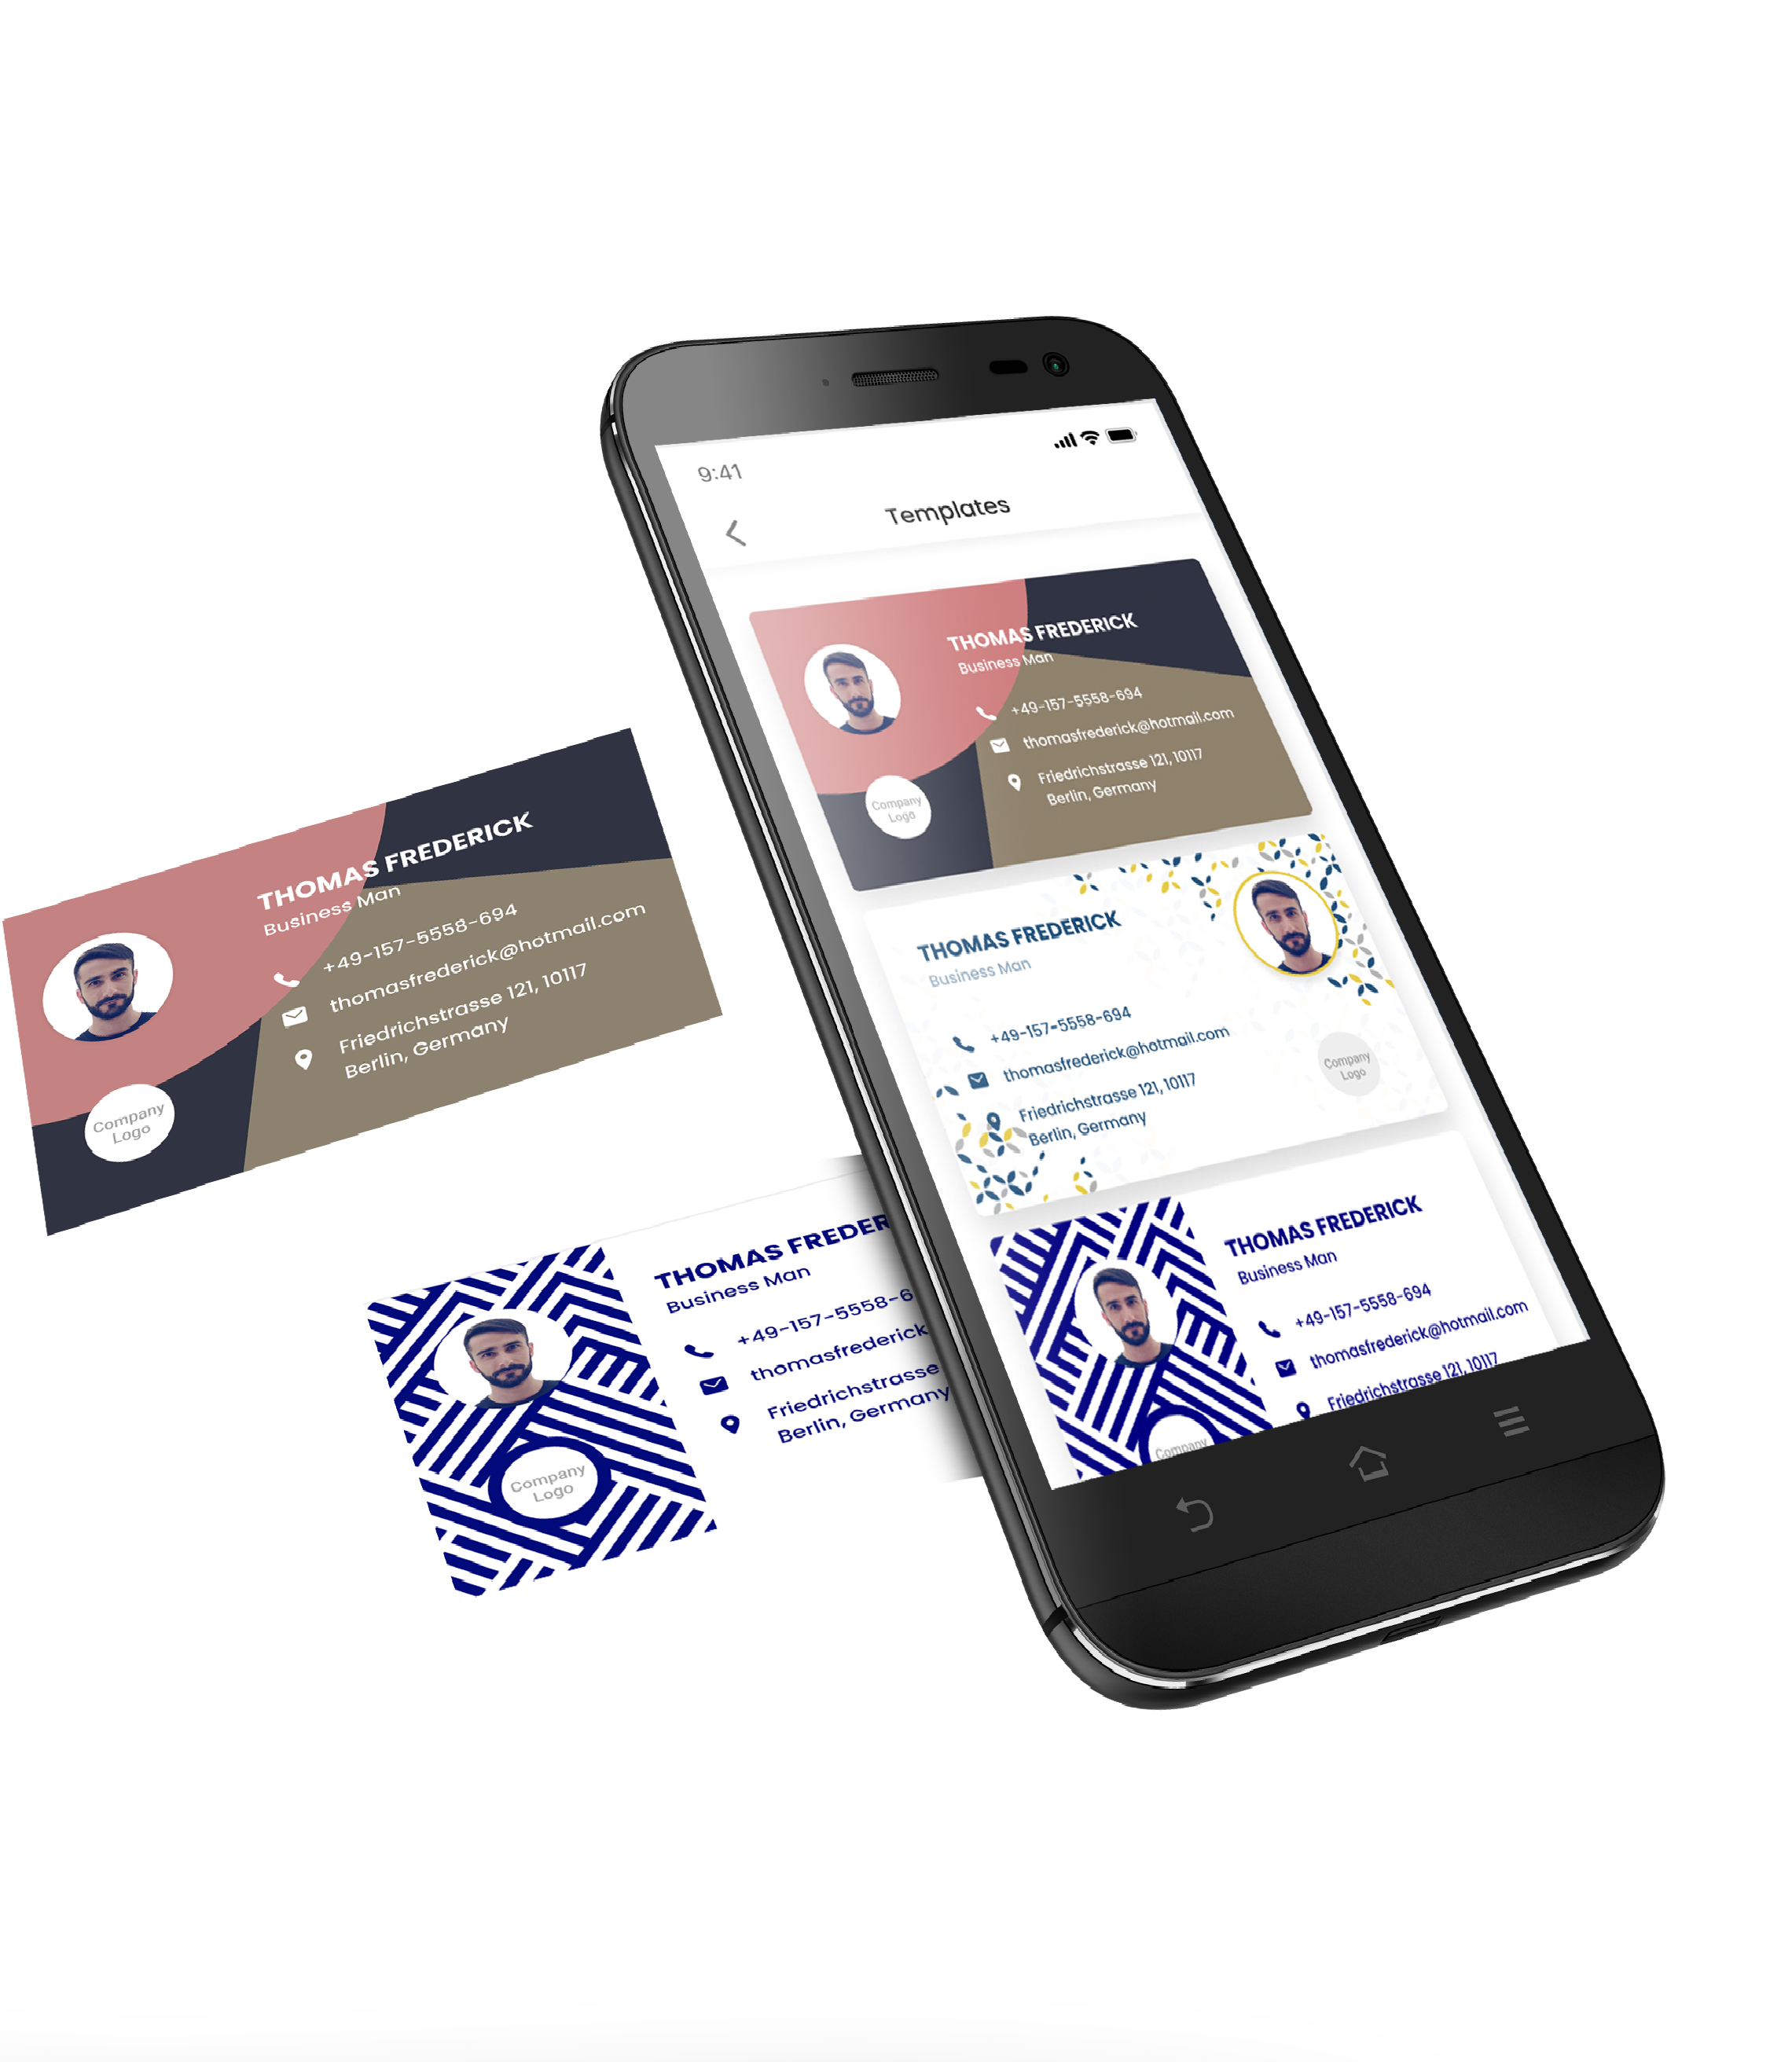 9:41
Templates
THOMAS FREDERICK
Business Man
+49-157-5558-694
thomasfrederick@hotmail.com
Friedrichstrasse 121, 10117
Berlin, Germany
Company
Logo
THOMAS FREDERICK
Business Man
+49-157-5558-694
thomasfrederick@hotmail.com
Friedrichstrasse 121, 10117
Berlin, Germany
Company
Logo
THOMAS FREDERICK
Business Man
+49-157-5558-694
thomasfrederick@hotmail.com
Friedrichstrasse 121, 10117
Company
THOMAS FREDERICK
Business Man
+49-157-5558-694
thomasfrederick@hotmail.com
Friedrichstrasse 121, 10117
Berlin, Germany
Company
Logo
THOMAS FREDER
Business Man
+49-157-5558-6
thomasfrederick
Friedrichstrasse
Berlin, Germany
Company
Logo